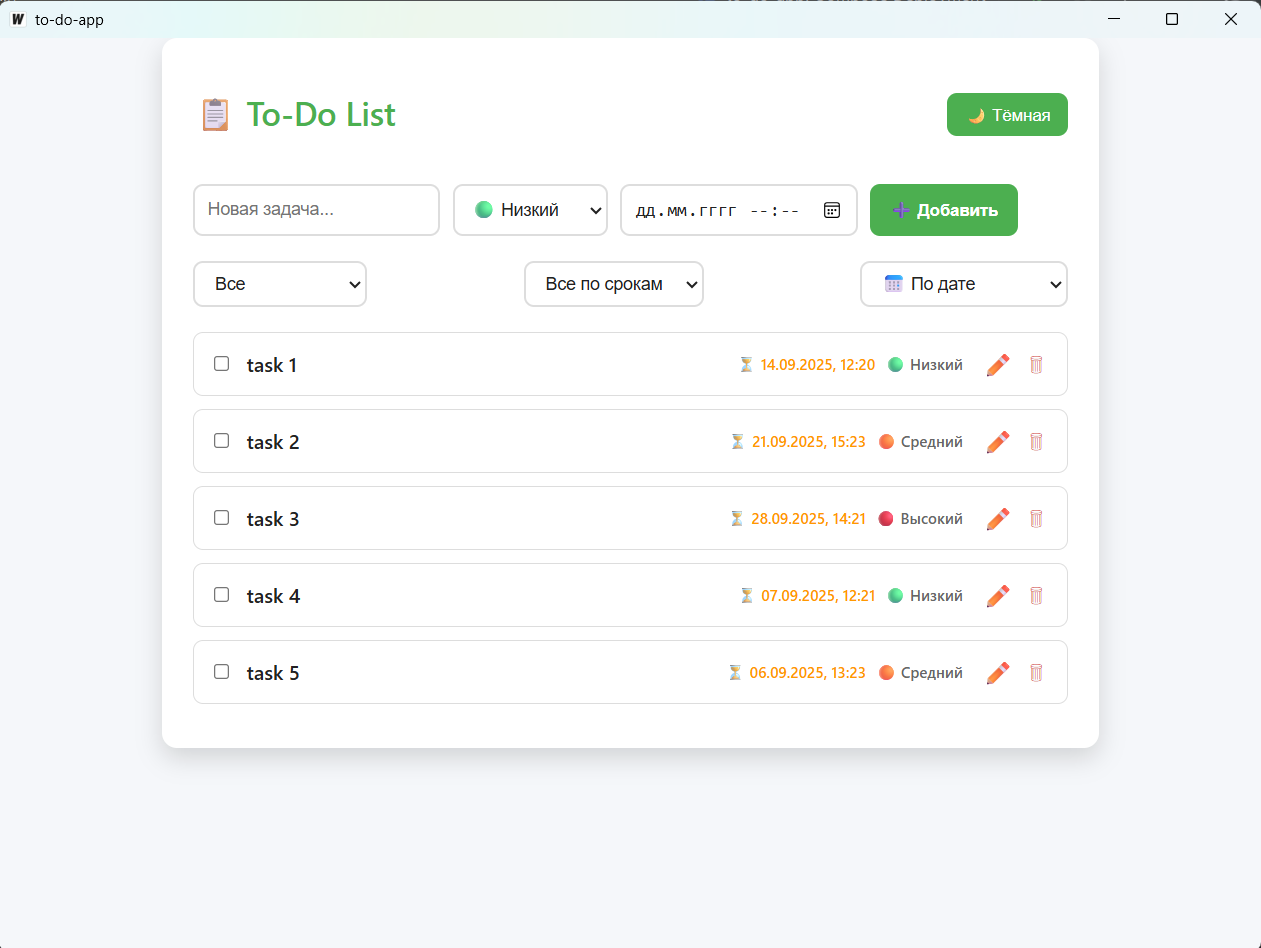 to-do-app
To-Do List
Тёмная
Новая задача...
Низкий
дд.мм.гггг --:--
Добавить
Все
Все по срокам
По дате
task 1 14.09.2025, 12:20 Низкий
task 2 21.09.2025, 15:23 Средний
task 3 28.09.2025, 14:21 Высокий
task 4 07.09.2025, 12:21 Низкий
task 5 06.09.2025, 13:23 Средний